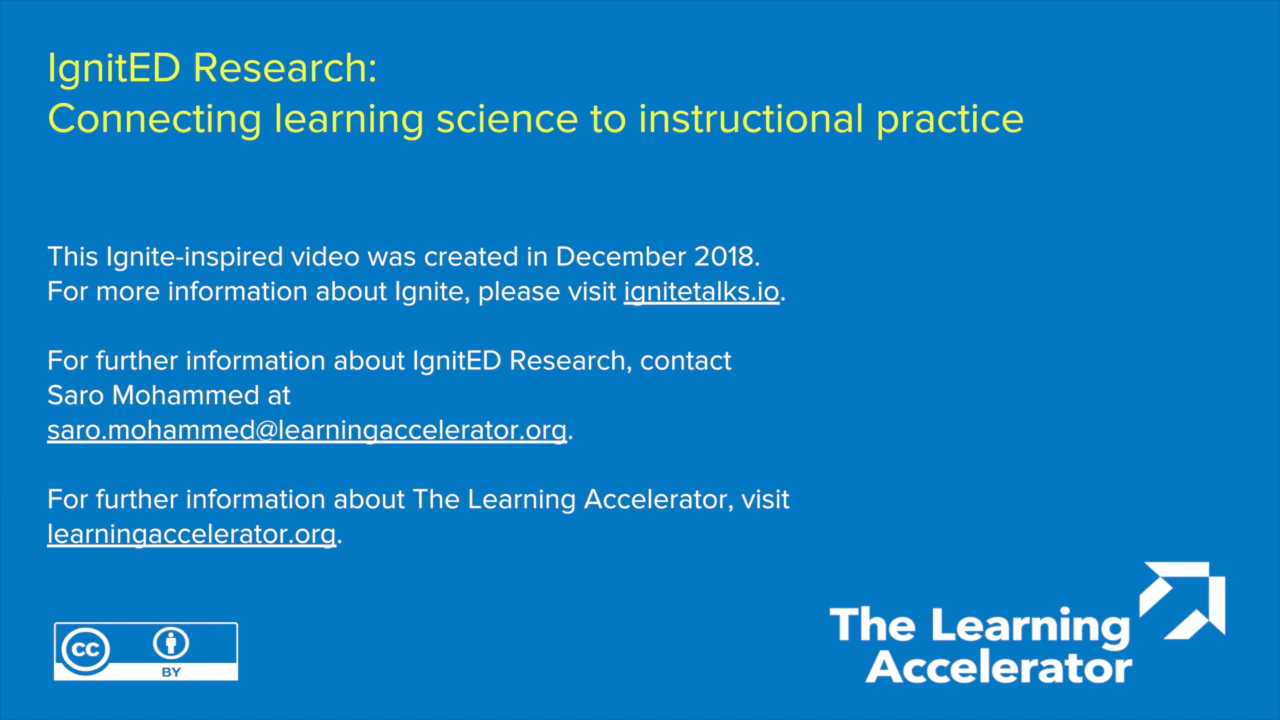 IgnitED Research:
Connecting learning science to instructional practice
This Ignite-inspired video was created in December 2018.
For more information about Ignite, please visit ignitetalks.io.
For further information about IgnitED Research, contact
Saro Mohammed at
saro.mohammed@learningaccelerator.org.
For further information about The Learning Accelerator, visit
learningaccelerator.org.
cc
BY
The Learning
Accelerator